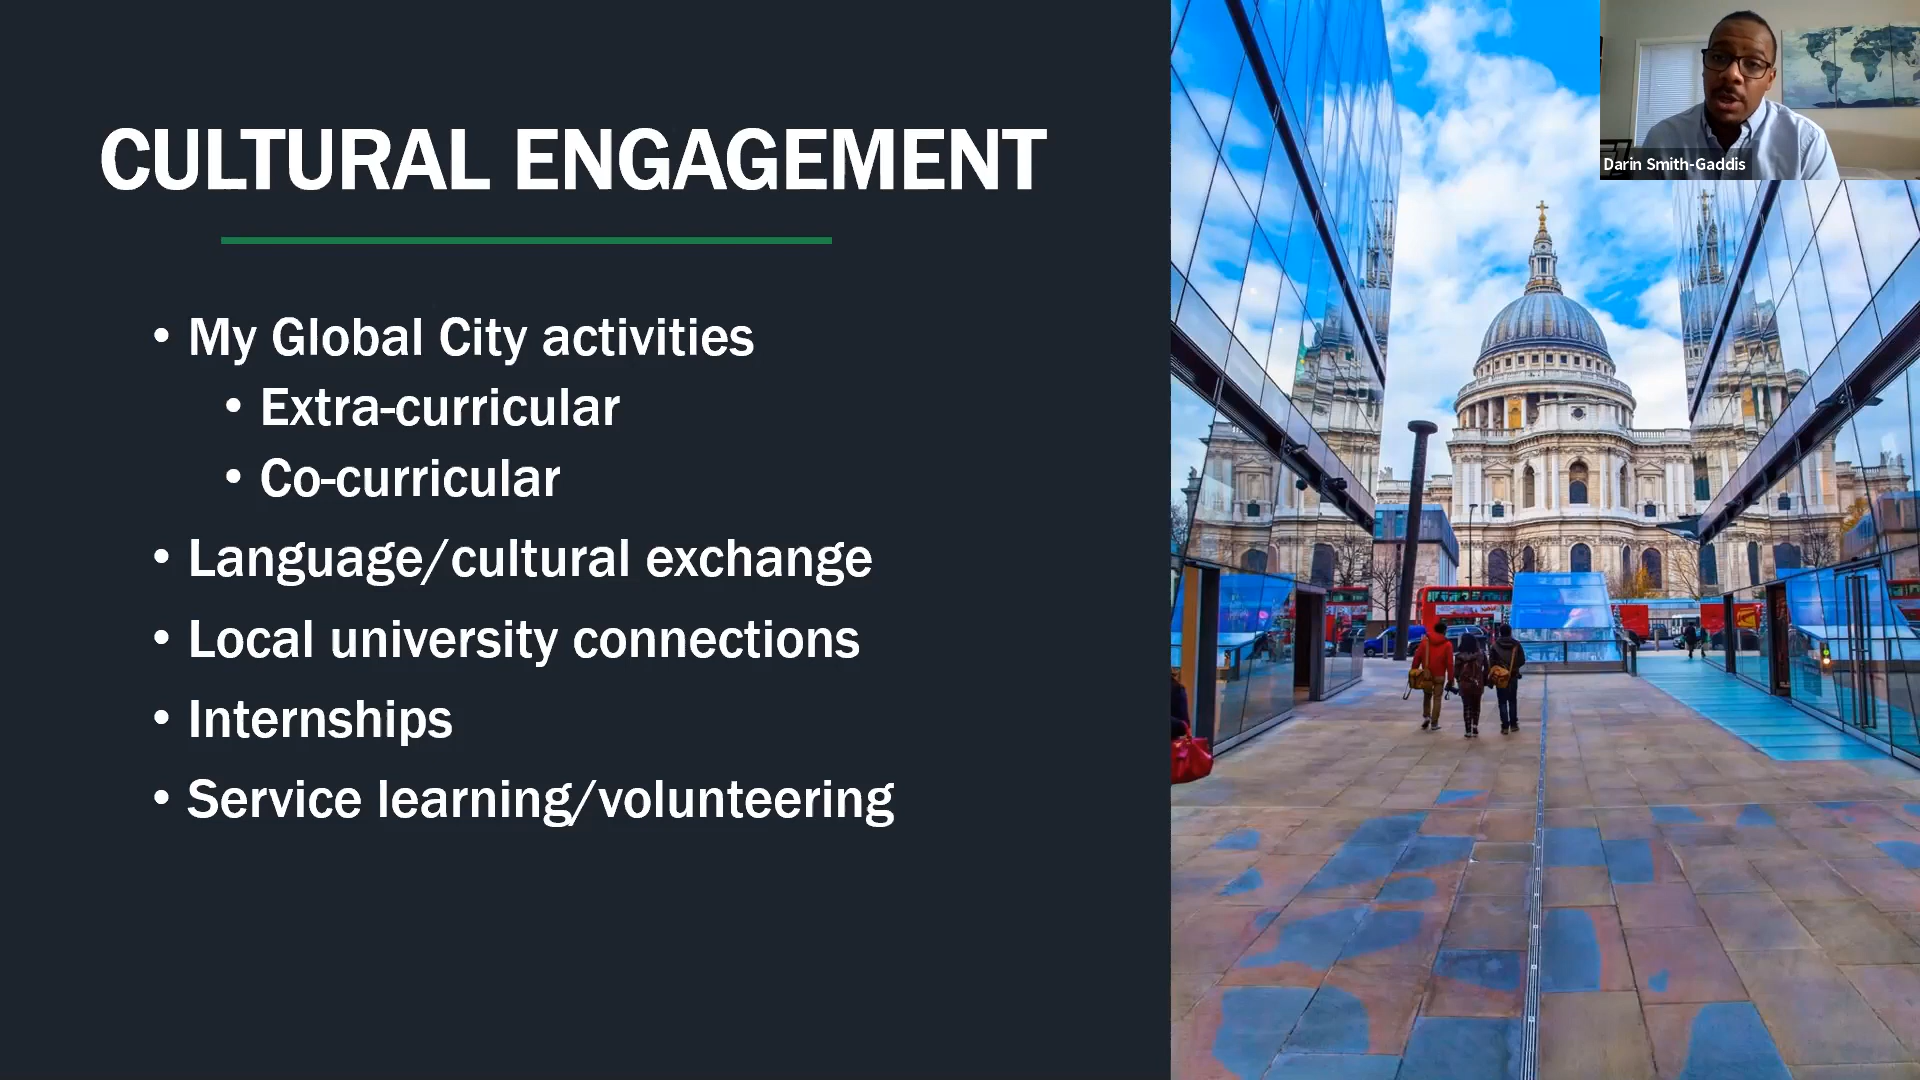 Darin Smith-Gaddis
CULTURAL ENGAGEMENT
• My Global City activities
• Extra-curricular
• Co-curricular
• Language/cultural exchange
• Local university connections
• Internships
• Service learning/volunteering